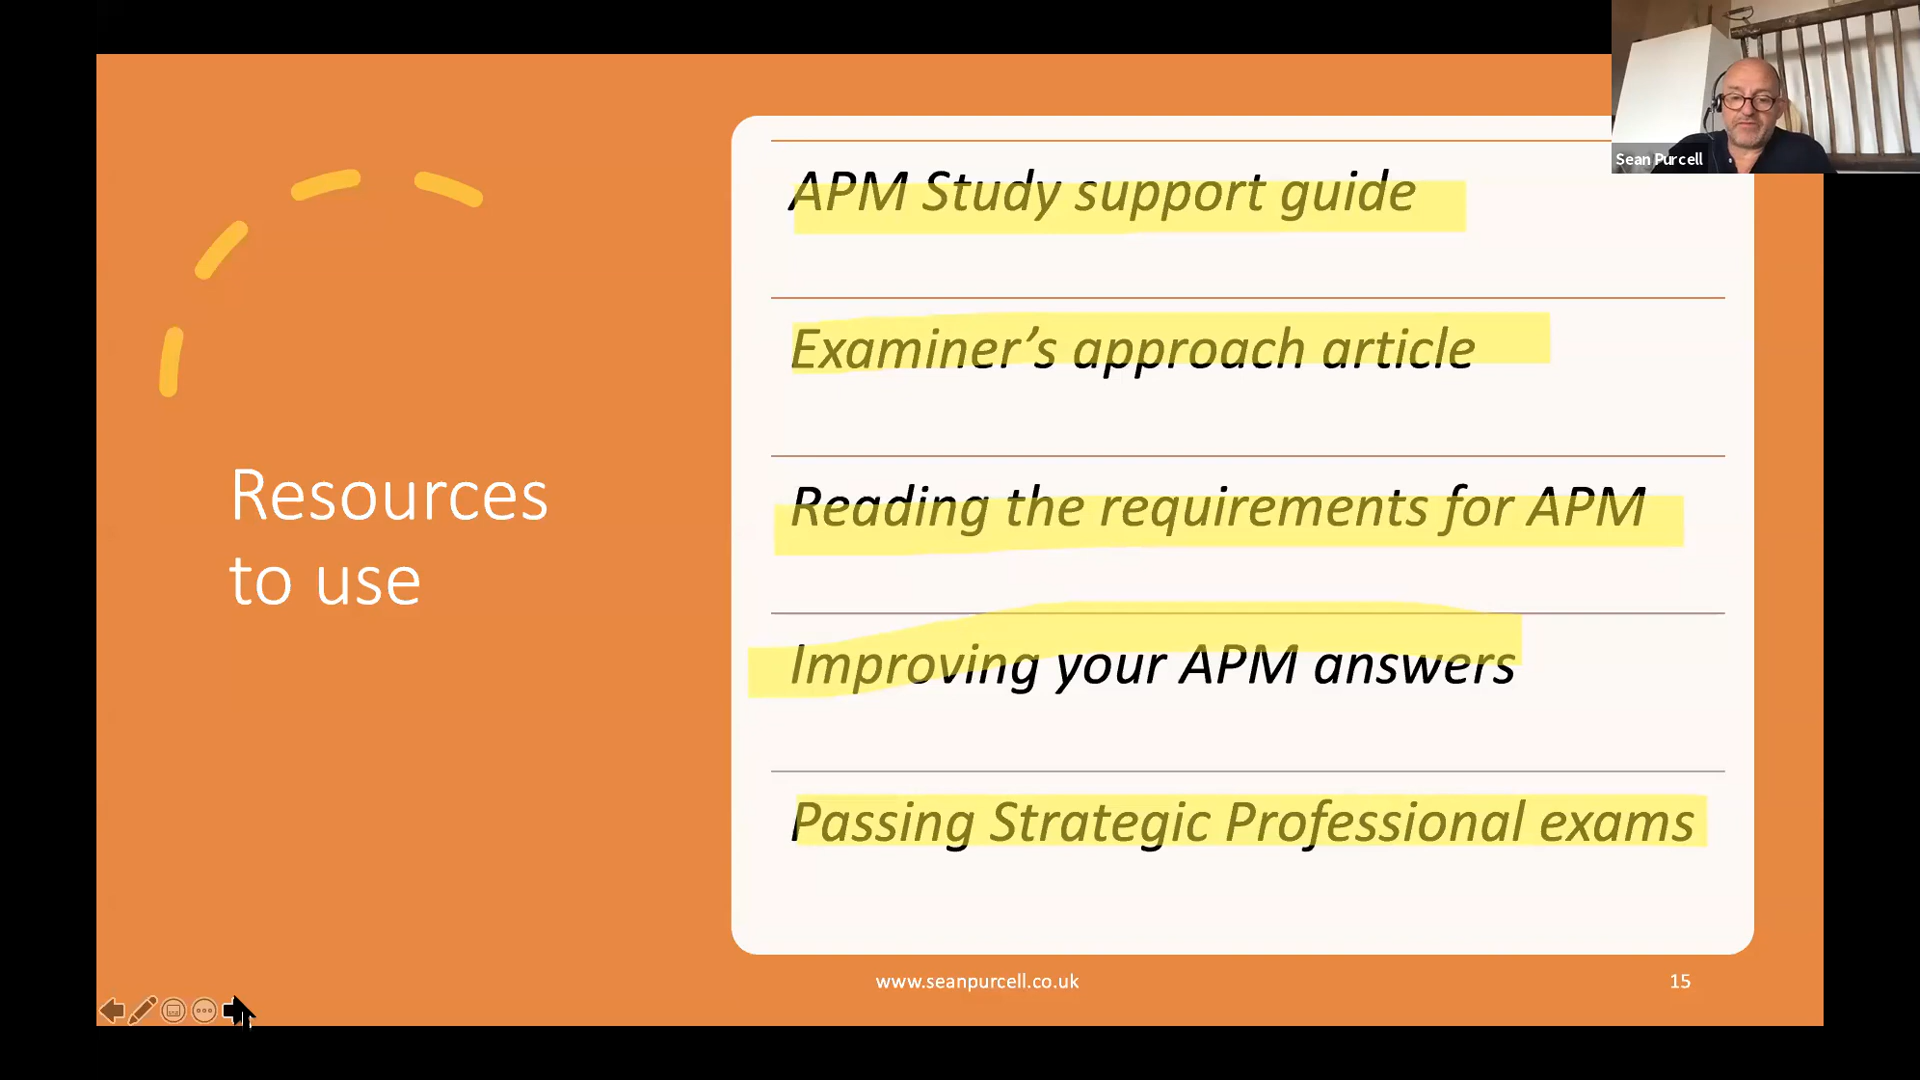 Sean Purcell
APM Study support guide
Examiner’s approach article
Reading the requirements for APM
Improving your APM answers
Passing Strategic Professional exams
Resources
to use
www.seanpurcell.co.uk
15